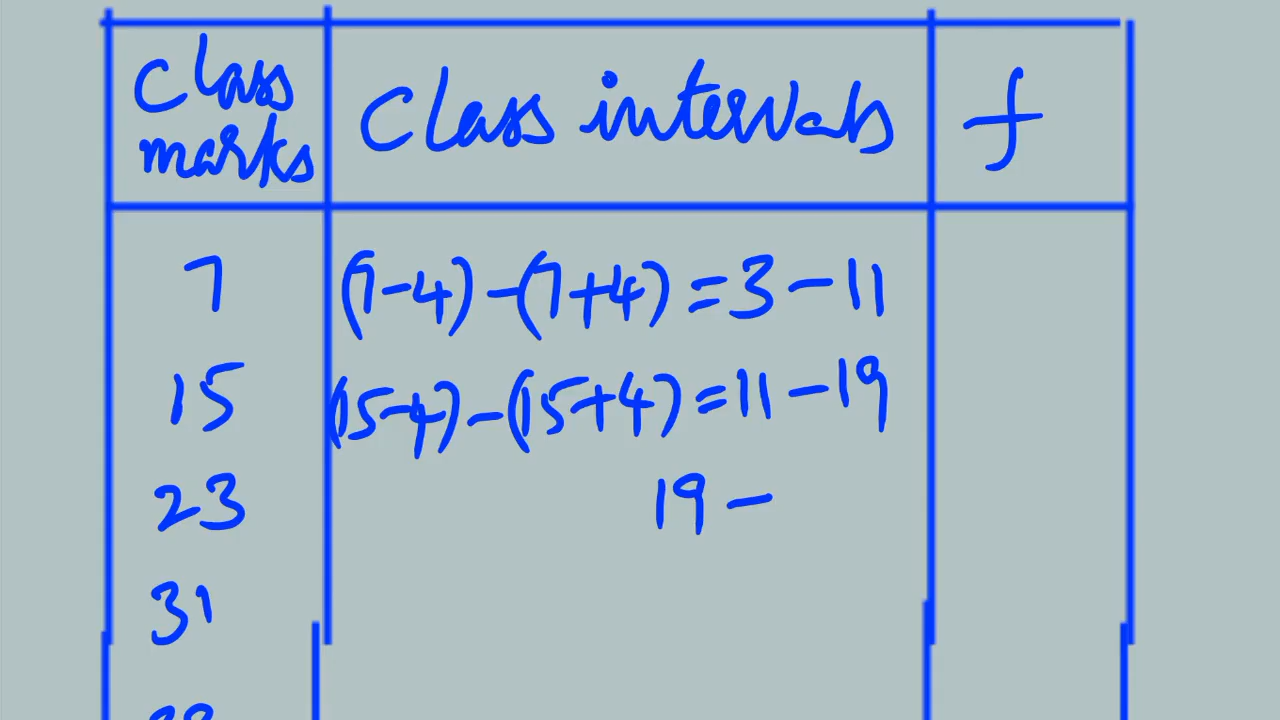 Class marks
Class intervals
f
7 (7-4) - (7+4) = 3 - 11
15 (15-4) - (15+4) = 11 - 19
23 19 -
31